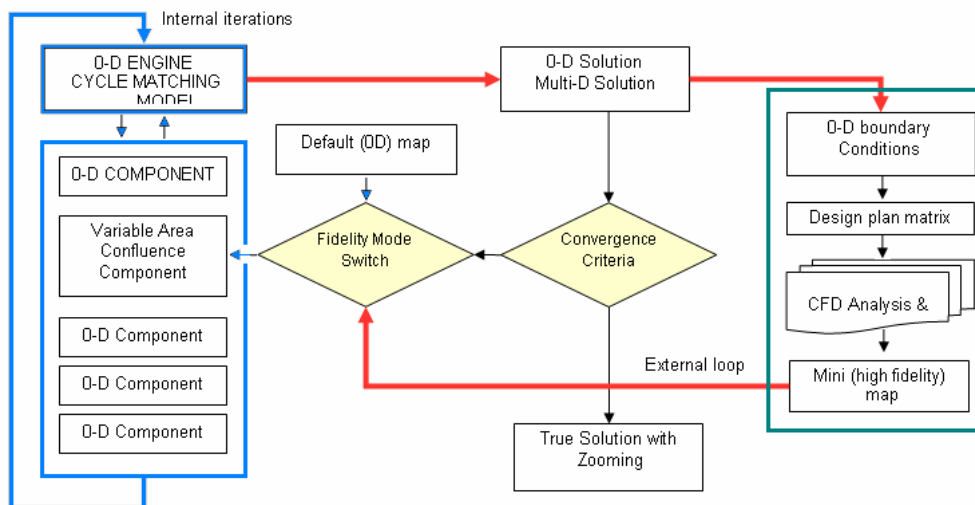 Internal iterations
0-D ENGINE
CYCLE MATCHING
MODEL
0-D Solution
Multi-D Solution
0-D boundary
Conditions
Default (0D) map
0-D COMPONENT
Design plan matrix
Variable Area
Confluence
Component
Fidelity Mode
Switch
Convergence
Criteria
CFD Analysis &
0-D Component
External loop
Mini (high fidelity)
map
0-D Component
0-D Component
True Solution with
Zooming